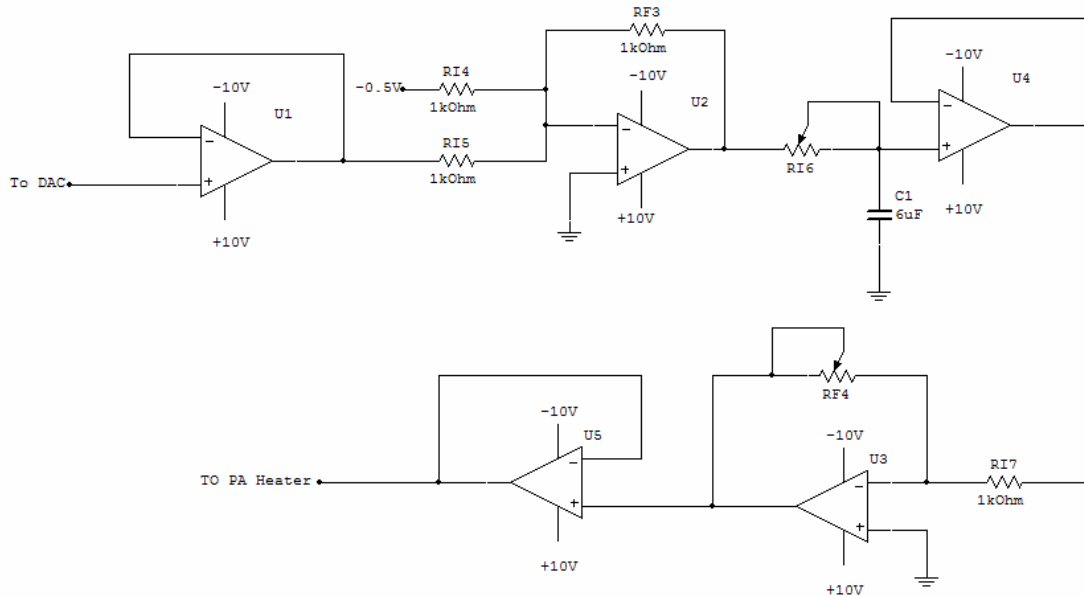 RF3
1kOhm
-10V
U4
RI4
-0.5V
1kOhm
-10V
U2
-10V
U1
RI5
1kOhm
To DAC
RI6
+10V
C1
6uF
+10V
+10V
RF4
-10V
U5
-10V
U3
RI7
1kOhm
TO PA Heater
+10V
+10V